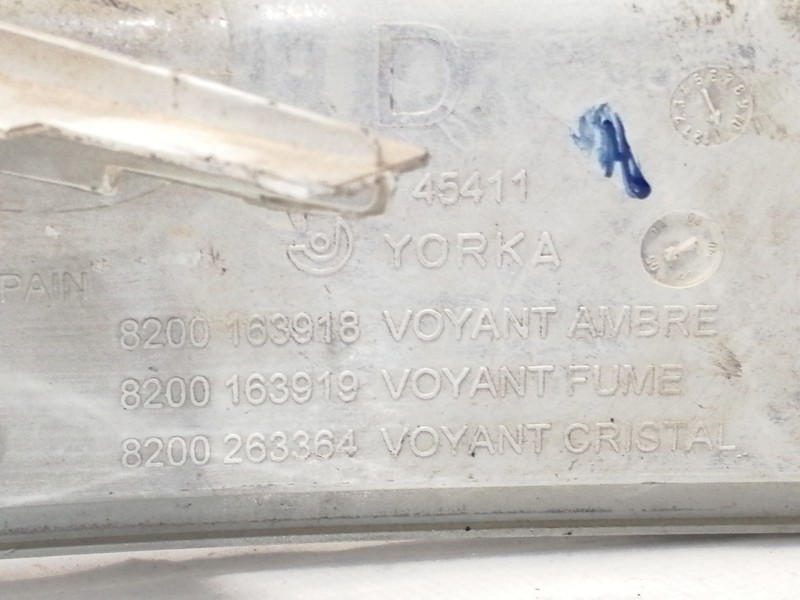 D
45411
YORKA
PAIN
8200 163918 VOYANT AMBRE
8200 163919 VOYANT FUME
8200 263364 VOYANT CRISTAL